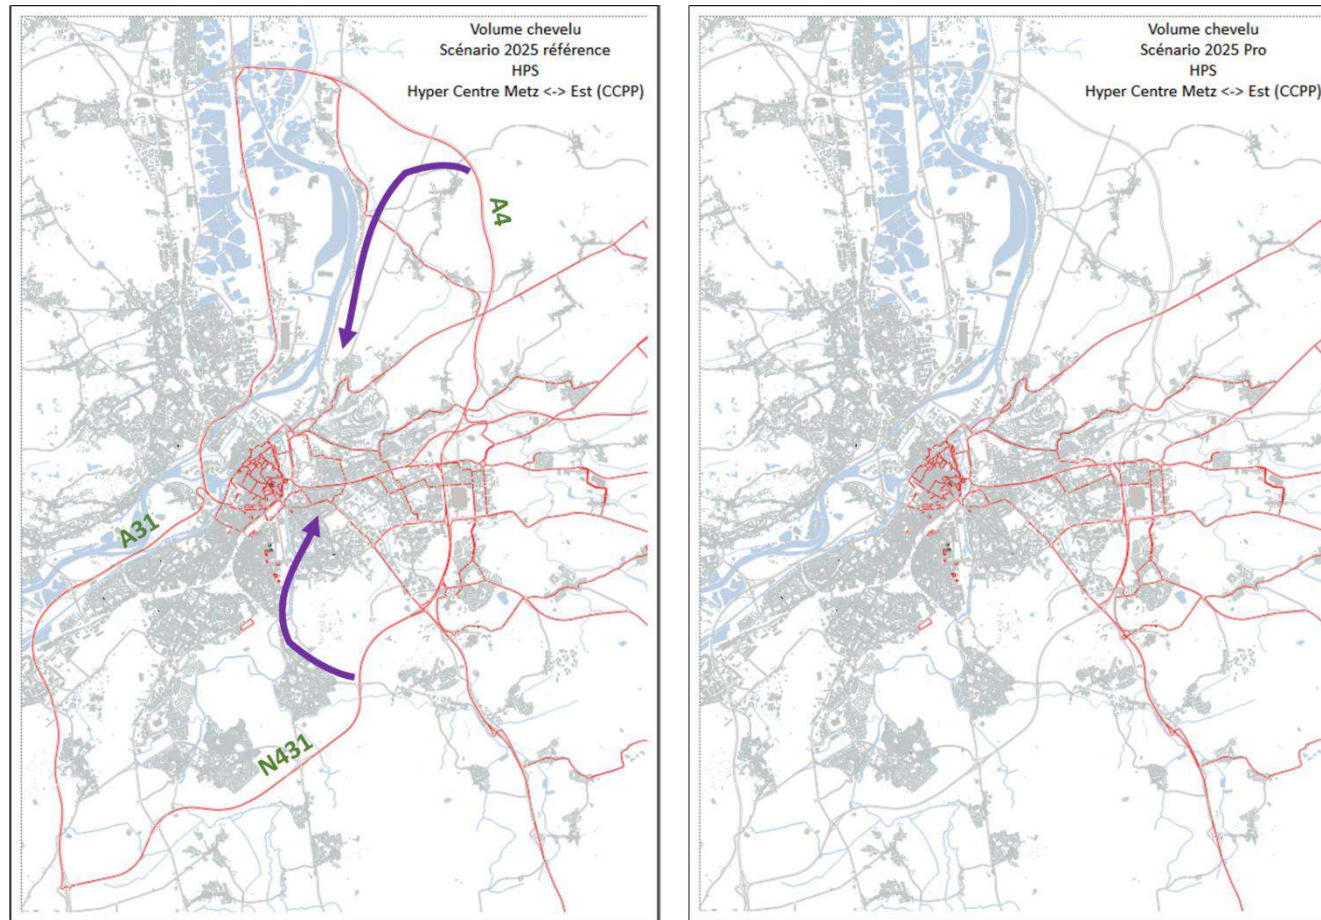 Volume chevelu
Scénario 2025 référence
HPS
Hyper Centre Metz <-> Est (CCPP)
A4
A31
N431
Volume chevelu
Scénario 2025 Pro
HPS
Hyper Centre Metz <-> Est (CCPP)